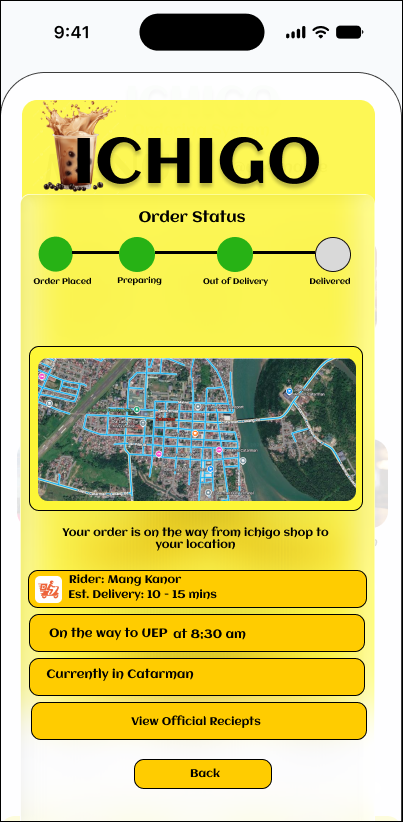 9:41
ICHIGO
Order Status
Order Placed
Preparing
Out of Delivery
Delivered
Your order is on the way from ichigo shop to
your location
Rider: Mang Kanor
Est. Delivery: 10 - 15 mins
On the way to UEP at 8;30 am
Currently in Catarman
View Official Reciepts
Back